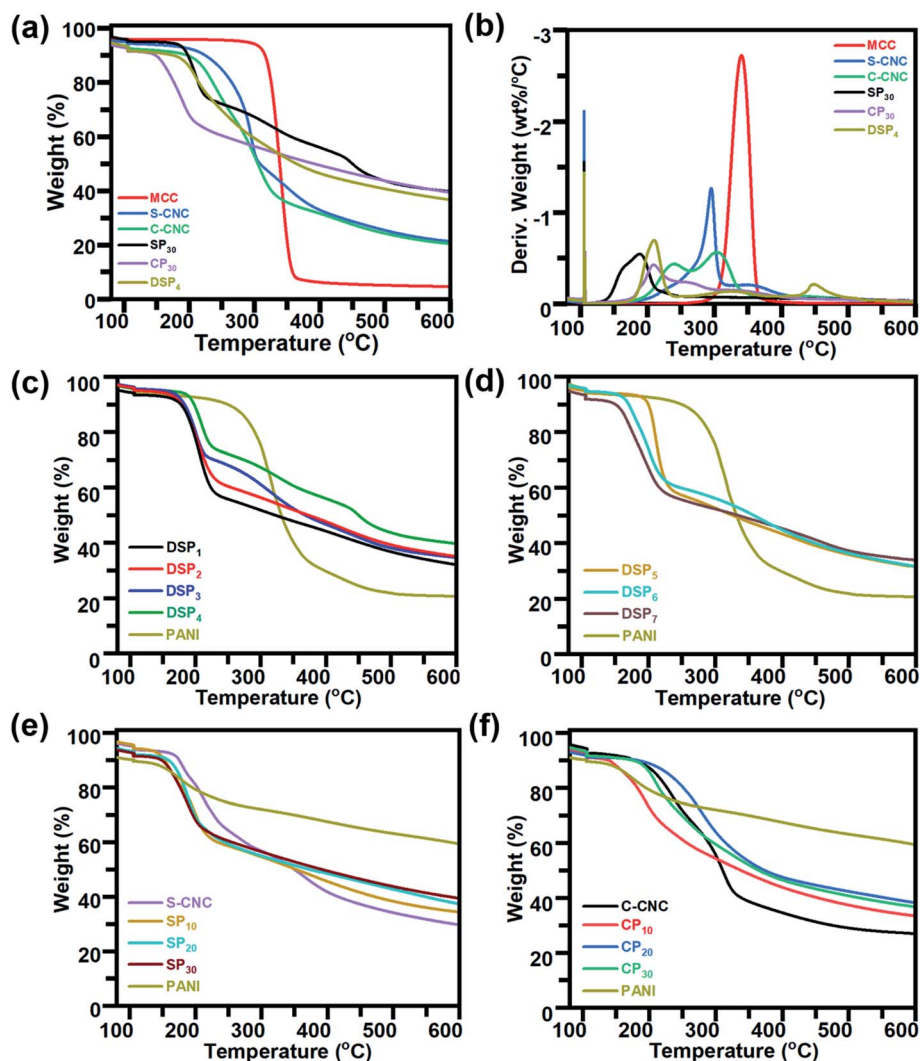 (a)
100
80
60
40
20
0
Weight (%)
MCC
S-CNC
C-CNC
SP30
CP30
DSP4
100 200 300 400 500 600
Temperature (°C)
(b)
-3
-2
-1
0
Deriv. Weight (wt%/°C)
MCC
S-CNC
C-CNC
SP30
CP30
DSP4
100 200 300 400 500 600
Temperature (°C)
(c)
100
80
60
40
20
0
Weight (%)
DSP1
DSP2
DSP3
DSP4
PANI
100 200 300 400 500 600
Temperature (°C)
(d)
100
80
60
40
20
0
Weight (%)
DSP5
DSP6
DSP7
PANI
100 200 300 400 500 600
Temperature (°C)
(e)
100
80
60
40
20
0
Weight (%)
S-CNC
SP10
SP20
SP30
PANI
100 200 300 400 500 600
Temperature (°C)
(f)
100
80
60
40
20
0
Weight (%)
C-CNC
CP10
CP20
CP30
PANI
100 200 300 400 500 600
Temperature (°C)